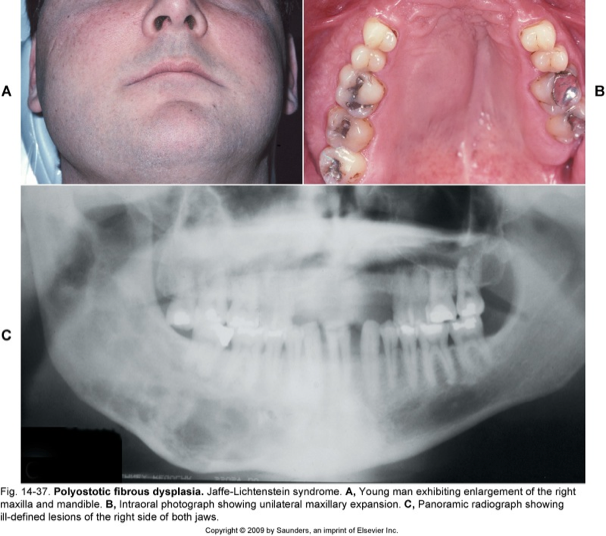 A
B
C
Fig. 14-37. Polyostotic fibrous dysplasia. Jaffe-Lichtenstein syndrome. A, Young man exhibiting enlargement of the right
maxilla and mandible. B, Intraoral photograph showing unilateral maxillary expansion. C, Panoramic radiograph showing
ill-defined lesions of the right side of both jaws.
Copyright © 2009 by Saunders, an imprint of Elsevier Inc.